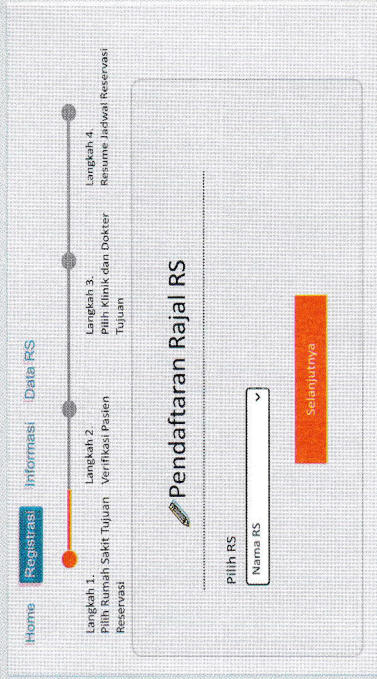 Home Registrasi Informasi Data RS
Langkah 1.
Pilih Rumah Sakit Tujuan
Reservasi
Langkah 2
Verifikasi Pasien
Langkah 3.
Pilih Klinik dan Dokter
Tujuan
Langkah 4.
Resume Jadwal Reservasi
Pendaftaran Rajal RS
Pilih RS
Nama RS
Selanjutnya